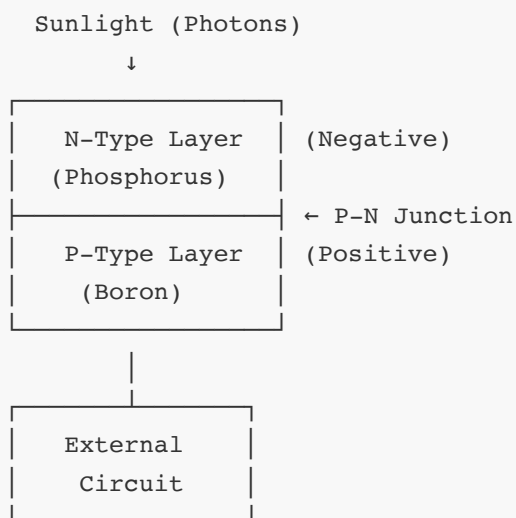 Sunlight (Photons)
↓
N-Type Layer (Negative)
(Phosphorus)
← P-N Junction
P-Type Layer (Positive)
(Boron)
External
Circuit